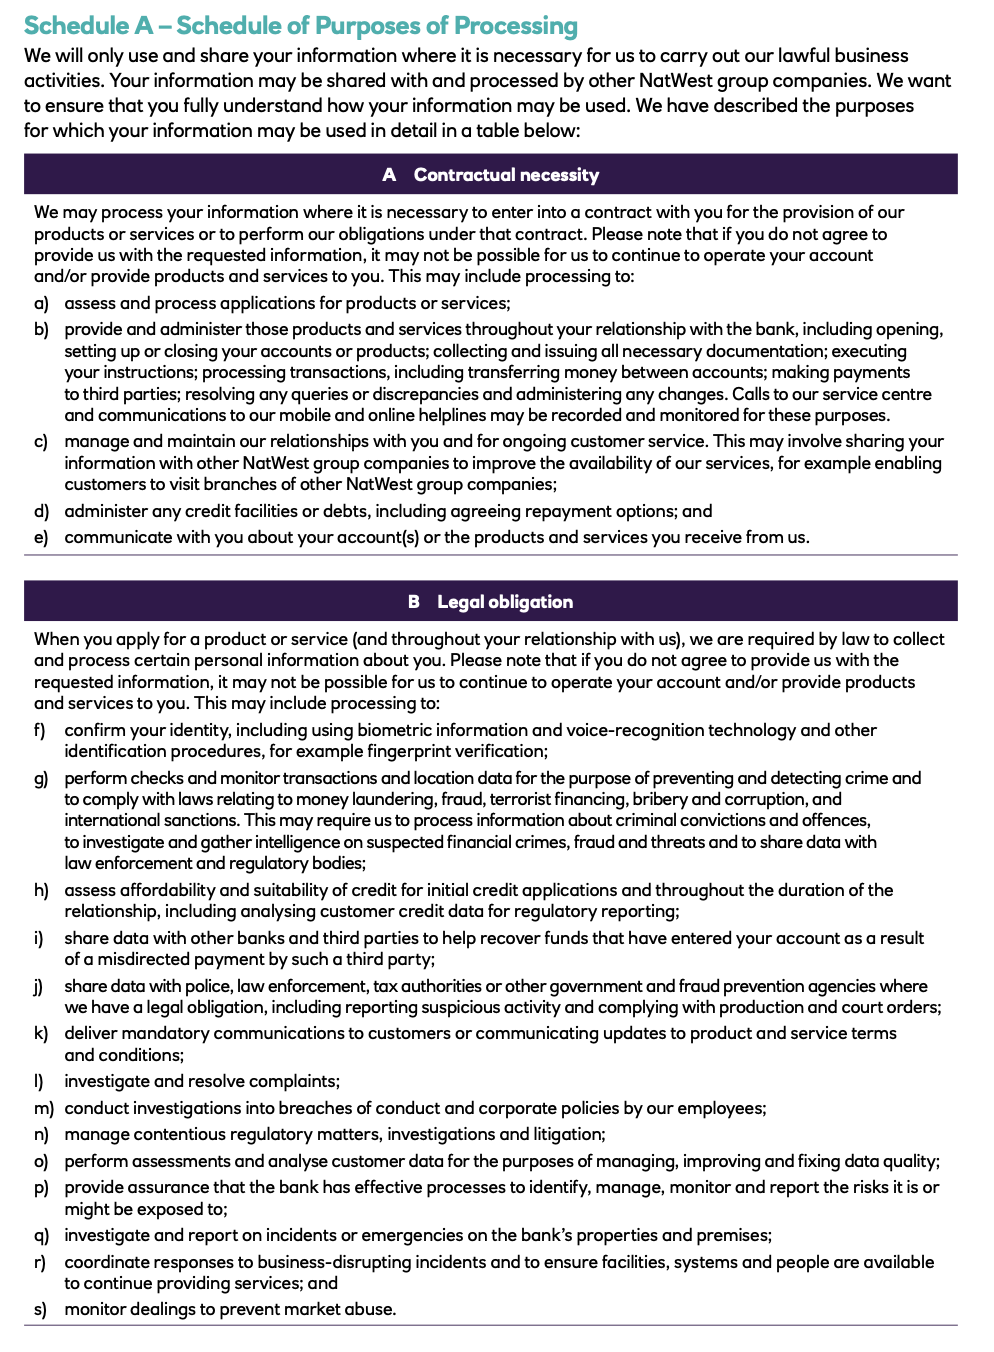 Schedule A – Schedule of Purposes of Processing
We will only use and share your information where it is necessary for us to carry out our lawful business
activities. Your information may be shared with and processed by other NatWest group companies. We want
to ensure that you fully understand how your information may be used. We have described the purposes
for which your information may be used in detail in a table below:
A Contractual necessity
We may process your information where it is necessary to enter into a contract with you for the provision of our
products or services or to perform our obligations under that contract. Please note that if you do not agree to
provide us with the requested information, it may not be possible for us to continue to operate your account
and/or provide products and services to you. This may include processing to:
a) assess and process applications for products or services;
b) provide and administer those products and services throughout your relationship with the bank, including opening,
setting up or closing your accounts or products; collecting and issuing all necessary documentation; executing
your instructions; processing transactions, including transferring money between accounts; making payments
to third parties; resolving any queries or discrepancies and administering any changes. Calls to our service centre
and communications to our mobile and online helplines may be recorded and monitored for these purposes.
c) manage and maintain our relationships with you and for ongoing customer service. This may involve sharing your
information with other NatWest group companies to improve the availability of our services, for example enabling
customers to visit branches of other NatWest group companies;
d) administer any credit facilities or debts, including agreeing repayment options; and
e) communicate with you about your account(s) or the products and services you receive from us.
B Legal obligation
When you apply for a product or service (and throughout your relationship with us), we are required by law to collect
and process certain personal information about you. Please note that if you do not agree to provide us with the
requested information, it may not be possible for us to continue to operate your account and/or provide products
and services to you. This may include processing to:
f) confirm your identity, including using biometric information and voice-recognition technology and other
identification procedures, for example fingerprint verification;
g) perform checks and monitor transactions and location data for the purpose of preventing and detecting crime and
to comply with laws relating to money laundering, fraud, terrorist financing, bribery and corruption, and
international sanctions. This may require us to process information about criminal convictions and offences,
to investigate and gather intelligence on suspected financial crimes, fraud and threats and to share data with
law enforcement and regulatory bodies;
h) assess affordability and suitability of credit for initial credit applications and throughout the duration of the
relationship, including analysing customer credit data for regulatory reporting;
i) share data with other banks and third parties to help recover funds that have entered your account as a result
of a misdirected payment by such a third party;
j) share data with police, law enforcement, tax authorities or other government and fraud prevention agencies where
we have a legal obligation, including reporting suspicious activity and complying with production and court orders;
k) deliver mandatory communications to customers or communicating updates to product and service terms
and conditions;
l) investigate and resolve complaints;
m) conduct investigations into breaches of conduct and corporate policies by our employees;
n) manage contentious regulatory matters, investigations and litigation;
o) perform assessments and analyse customer data for the purposes of managing, improving and fixing data quality;
p) provide assurance that the bank has effective processes to identify, manage, monitor and report the risks it is or
might be exposed to;
q) investigate and report on incidents or emergencies on the bank's properties and premises;
r) coordinate responses to business-disrupting incidents and to ensure facilities, systems and people are available
to continue providing services; and
s) monitor dealings to prevent market abuse.